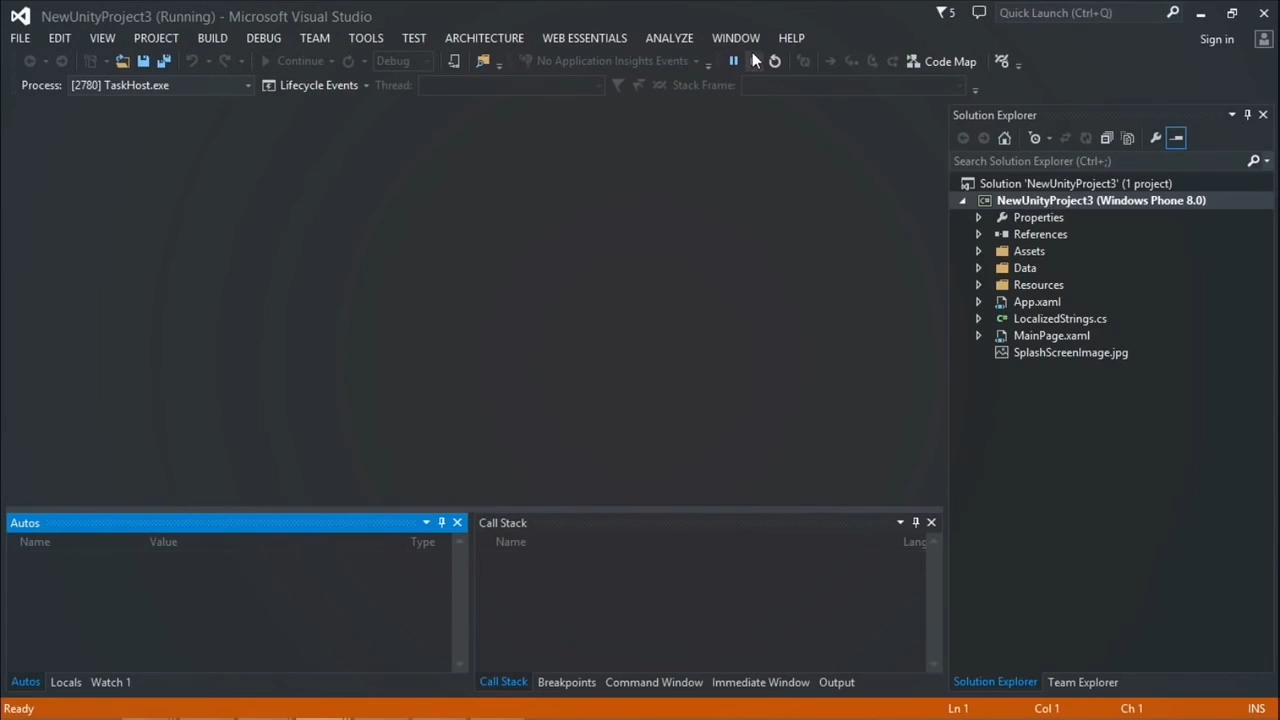 NewUnityProject3 (Running) - Microsoft Visual Studio
5
Quick Launch (Ctrl+Q)
FILE EDIT VIEW PROJECT BUILD DEBUG TEAM TOOLS TEST ARCHITECTURE WEB ESSENTIALS ANALYZE WINDOW HELP
Sign in
Continue Debug No Application Insights Events Code Map
Process: [2780] TaskHost.exe Lifecycle Events Thread: Stack Frame:
Solution Explorer
Search Solution Explorer (Ctrl+;)
Solution 'NewUnityProject3' (1 project)
NewUnityProject3 (Windows Phone 8.0)
Properties
References
Assets
Data
Resources
App.xaml
LocalizedStrings.cs
MainPage.xaml
SplashScreenImage.jpg
Autos
Name Value Type
Call Stack
Name Lang
Autos Locals Watch 1
Call Stack Breakpoints Command Window Immediate Window Output
Solution Explorer Team Explorer
Ready Ln 1 Col 1 Ch 1 INS